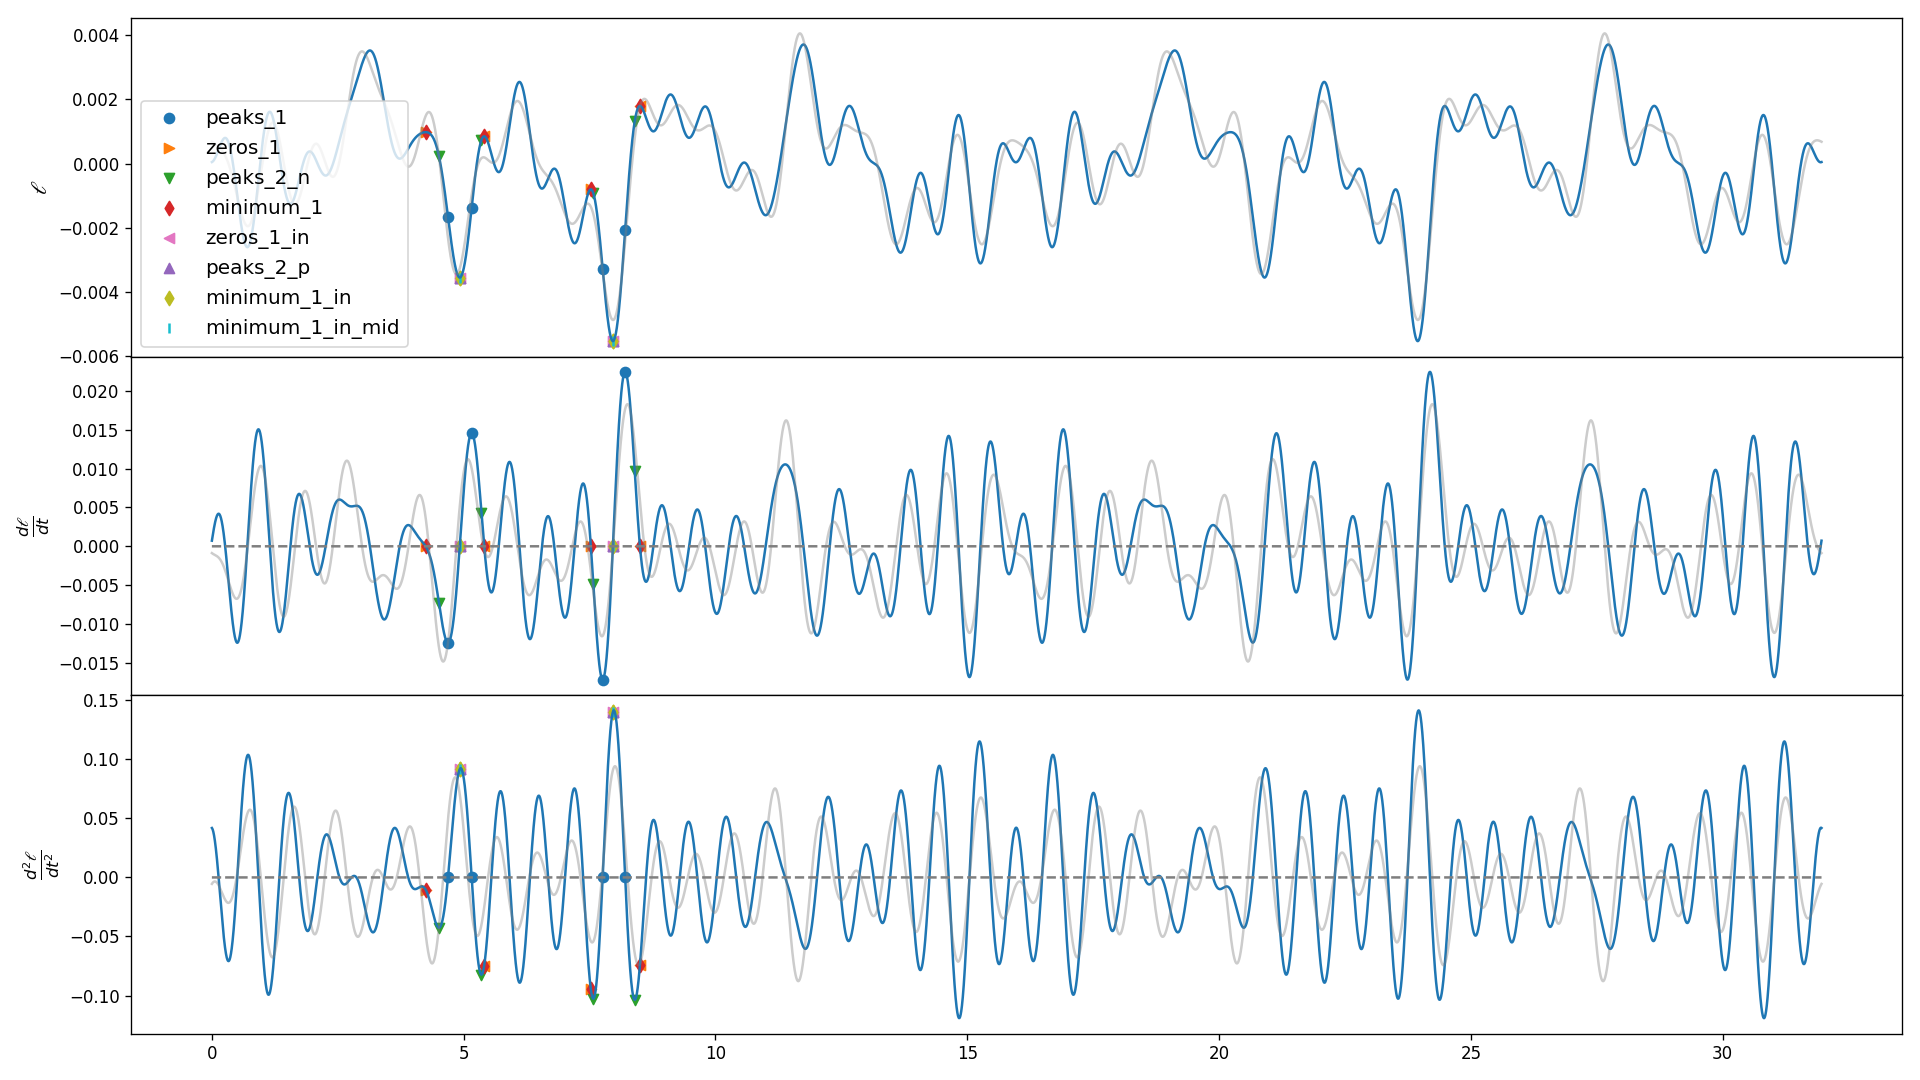 0.004
0.002
0.000
−0.002
−0.004
−0.006
ℓ
peaks_1
zeros_1
peaks_2_n
minimum_1
zeros_1_in
peaks_2_p
minimum_1_in
minimum_1_in_mid
0.020
0.015
0.010
0.005
0.000
−0.005
−0.010
−0.015
dℓ
dt
0.15
0.10
0.05
0.00
−0.05
−0.10
d²ℓ
dt²
0 5 10 15 20 25 30